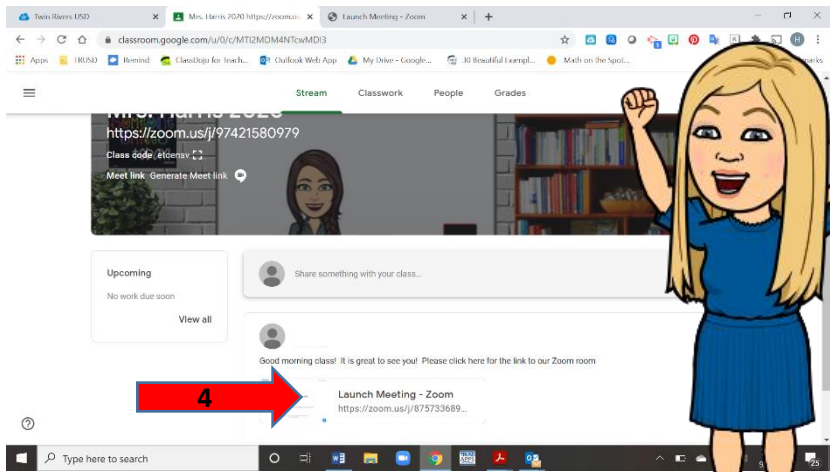 Twin Rivers USD
Mrs. Harris 2020 https://zoom.us
Launch Meeting - Zoom
classroom.google.com/u/0/c/MTI2MDM4NTcwMDI3
Apps
TRUSD
Remind
ClassDojo for Teach...
Outlook Web App
My Drive - Google...
30 Beautiful Exampl...
Math on the Spot...
Stream
Classwork
People
Grades
Mrs. Harris 2020
https://zoom.us/j/97421580979
Class code etcensv
Meet link Generate Meet link
Upcoming
No work due soon
View all
Share something with your class...
Good morning class! It is great to see you! Please click here for the link to our Zoom room
4
Launch Meeting - Zoom
https://zoom.us/j/875733689...
Type here to search